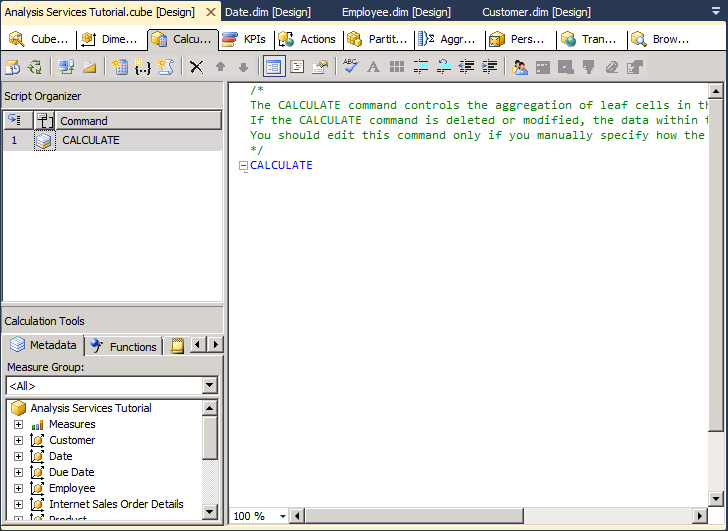 Analysis Services Tutorial.cube [Design] Date.dim [Design] Employee.dim [Design] Customer.dim [Design]
Cube... Dime... Calcu... KPIs Actions Partit... Aggr... Pers... Tran... Brow...
Script Organizer
Command
1 CALCULATE
/*
The CALCULATE command controls the aggregation of leaf cells in th
If the CALCULATE command is deleted or modified, the data within t
You should edit this command only if you manually specify how the
*/
CALCULATE
Calculation Tools
Metadata Functions
Measure Group:
<All>
Analysis Services Tutorial
Measures
Customer
Date
Due Date
Employee
Internet Sales Order Details
Product
100 %